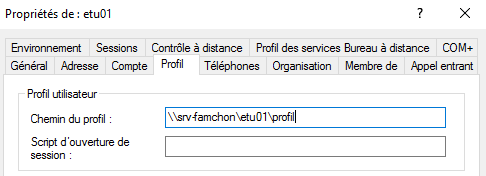 Propriétés de : etu01
?
Environnement Sessions Contrôle à distance Profil des services Bureau à distance COM+
Général Adresse Compte Profil Téléphones Organisation Membre de Appel entrant
Profil utilisateur
Chemin du profil : \\srv-famchon\etu01\profil
Script d'ouverture de
session :